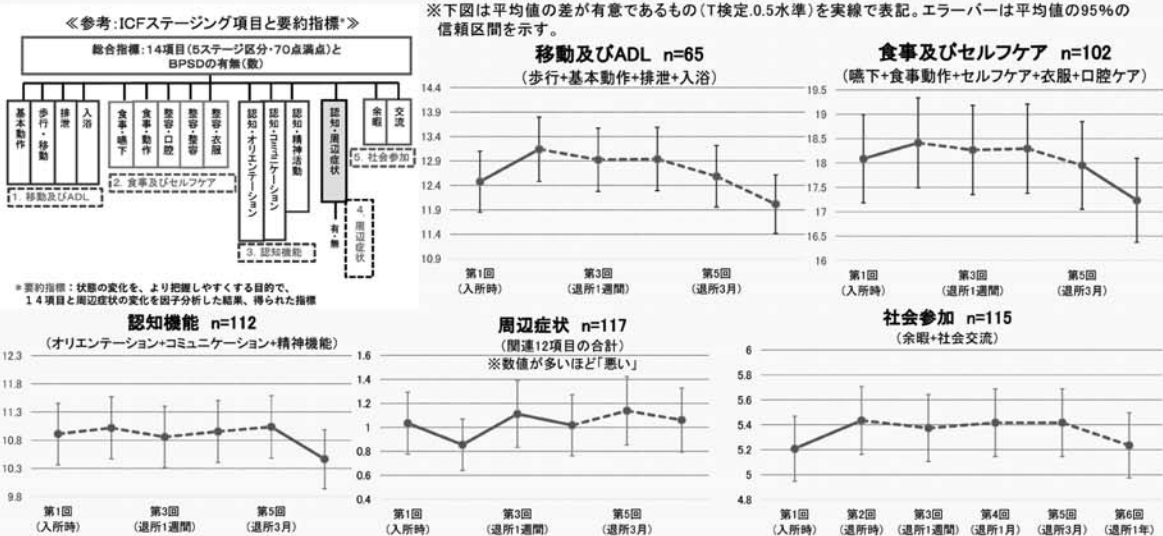 ≪参考:ICFステージング項目と要約指標*≫
総合指標:14項目(5ステージ区分・70点満点)と
BPSDの有無(数)
基本動作
歩行・移動
排泄
入浴
食事・嚥下
食事・動作
整容・口腔
整容・整容
整容・衣服
認知・オリエンテーション
認知・コミュニケーション
認知・精神活動
認知・周辺症状
余暇
交流
1. 移動及びADL
2. 食事及びセルフケア
3. 認知機能
有・無
4. 周辺症状
5. 社会参加
*要約指標:状態の変化を、より把握しやすくする目的で、
14項目と周辺症状の変化を因子分析した結果、得られた指標
※下図は平均値の差が有意であるもの(T検定.0.5水準)を実線で表記。エラーバーは平均値の95%の
信頼区間を示す。
移動及びADL n=65
(歩行+基本動作+排泄+入浴)
14.4
13.9
13.4
12.9
12.4
11.9
11.4
10.9
第1回 第3回 第5回
(入所時) (退所1週間) (退所3月)
食事及びセルフケア n=102
(嚥下+食事動作+セルフケア+衣服+口腔ケア)
19.5
19
18.5
18
17.5
17
16.5
16
第1回 第3回 第5回
(入所時) (退所1週間) (退所3月)
認知機能 n=112
(オリエンテーション+コミュニケーション+精神機能)
12.3
11.8
11.3
10.8
10.3
9.8
第1回 第3回 第5回
(入所時) (退所1週間) (退所3月)
周辺症状 n=117
(関連12項目の合計)
※数値が多いほど「悪い」
1.6
1.4
1.2
1
0.8
0.6
0.4
第1回 第3回 第5回
(入所時) (退所1週間) (退所3月)
社会参加 n=115
(余暇+社会交流)
6
5.8
5.6
5.4
5.2
5
4.8
第1回 第2回 第3回 第4回 第5回 第6回
(入所時) (退所時) (退所1週間) (退所1月) (退所3月) (退所1年)